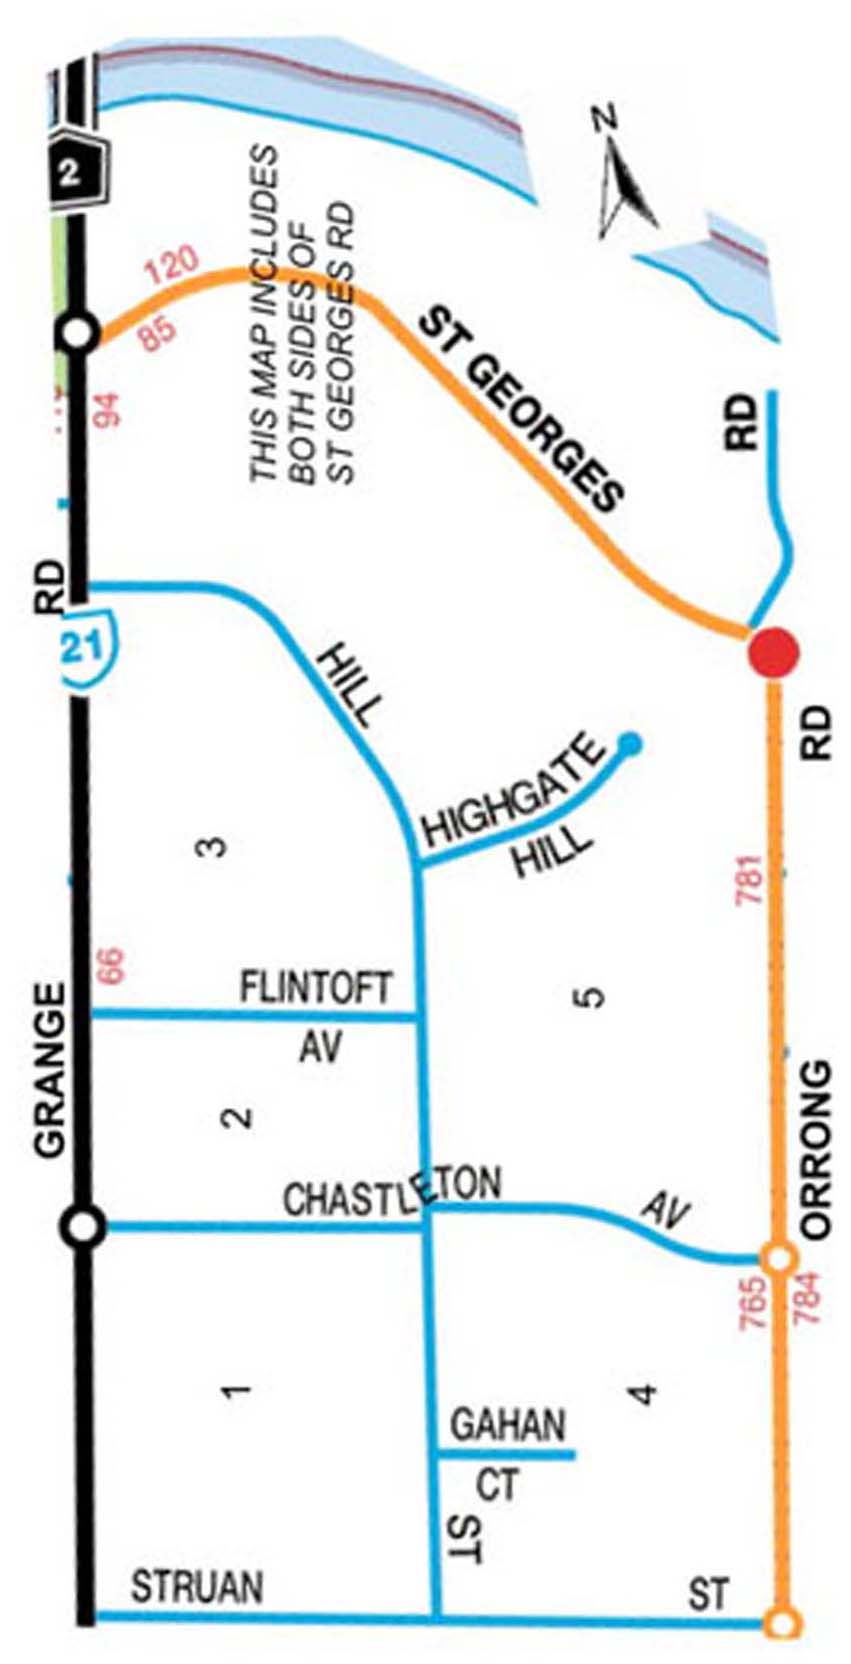 N
2
120
85
94
THIS MAP INCLUDES
BOTH SIDES OF
ST GEORGES RD
ST GEORGES
RD
RD
21
HILL
HIGHGATE
HILL
RD
781
3
66
GRANGE
FLINTOFT
AV
5
2
ORRONG
CHASTLETON
AV
765
784
1
4
GAHAN
CT
ST
STRUAN
ST